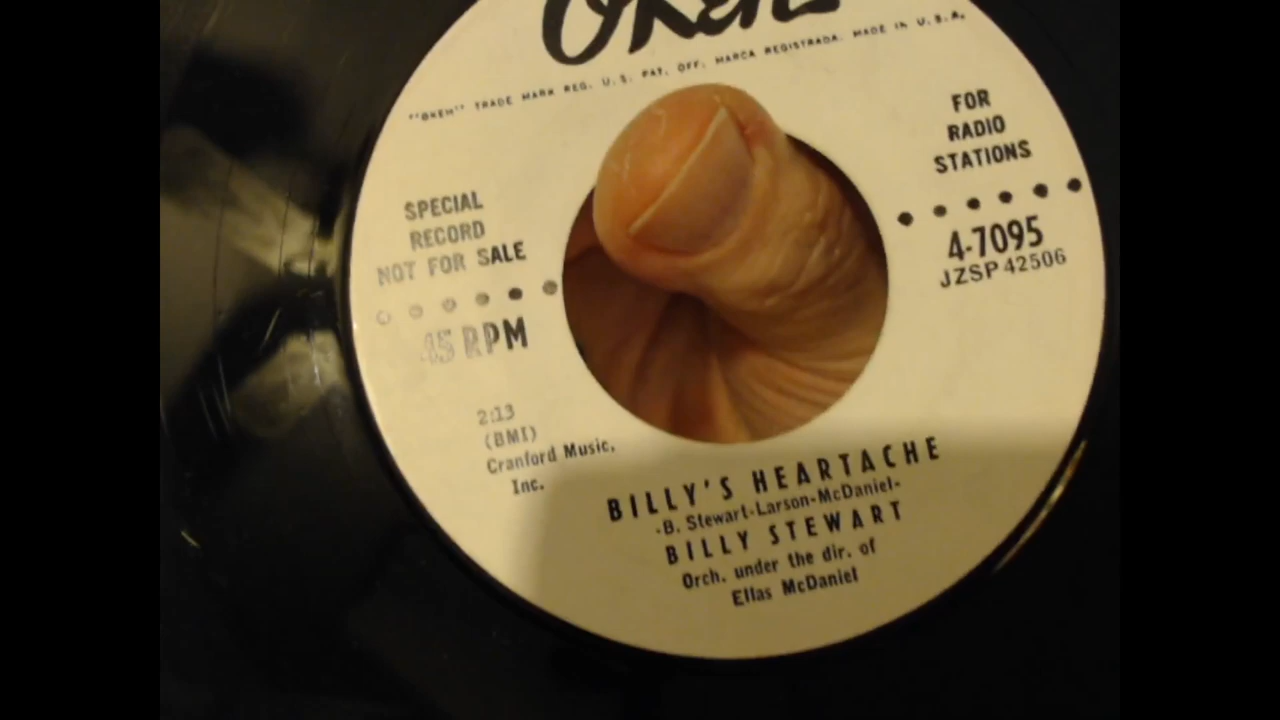 OKeh
"OKEH" TRADE MARK REG. U.S. PAT. OFF. MARCA REGISTRADA. MADE IN U.S.A.
FOR
RADIO
STATIONS
SPECIAL
RECORD
NOT FOR SALE
4-7095
JZSP 42506
45 RPM
2:13
(BMI)
Cranford Music,
Inc.
BILLY'S HEARTACHE
-B. Stewart-Larson-McDaniel-
BILLY STEWART
Orch. under the dir. of
Ellas McDaniel